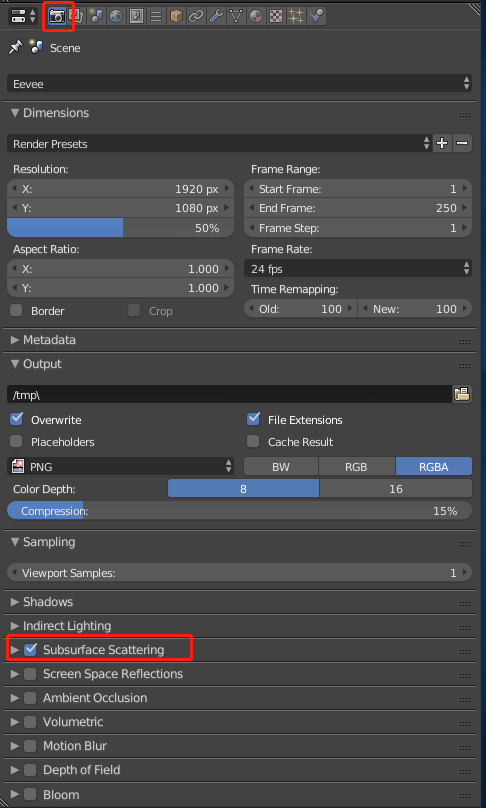 Scene
Eevee
Dimensions
Render Presets
Resolution: Frame Range:
X: 1920 px Start Frame: 1
Y: 1080 px End Frame: 250
50% Frame Step: 1
Aspect Ratio: Frame Rate:
X: 1.000 24 fps
Y: 1.000 Time Remapping:
Border Crop Old: 100 New: 100
Metadata
Output
/tmp\
Overwrite File Extensions
Placeholders Cache Result
PNG BW RGB RGBA
Color Depth: 8 16
Compression: 15%
Sampling
Viewport Samples: 1
Shadows
Indirect Lighting
Subsurface Scattering
Screen Space Reflections
Ambient Occlusion
Volumetric
Motion Blur
Depth of Field
Bloom